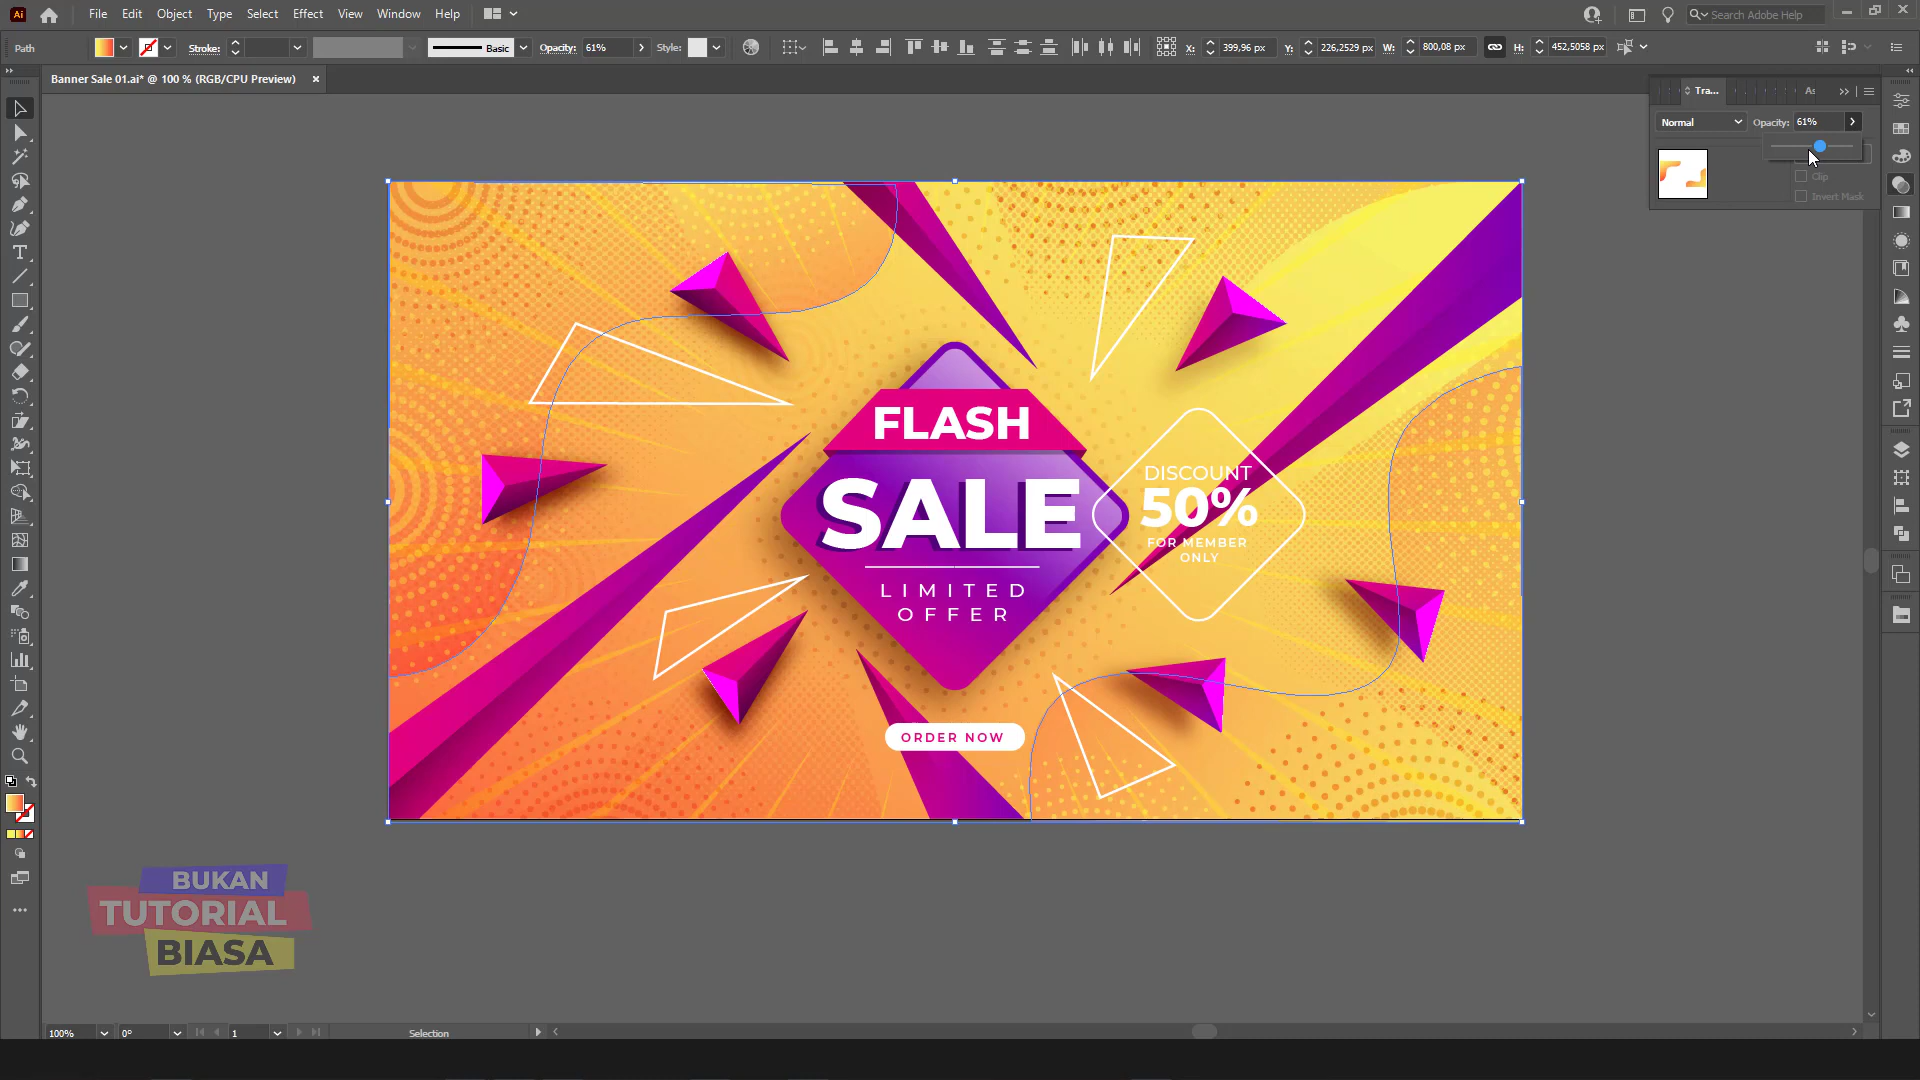 Ai File Edit Object Type Select Effect View Window Help Search Adobe Help
Path Stroke: Basic Opacity: 61% Style: X: 399,96 px Y: 226,2529 px W: 800,08 px H: 452,5058 px
Banner Sale 01.ai* @ 100 % (RGB/CPU Preview) ×
Tra... As
Normal Opacity: 61%
Clip
Invert Mask
FLASH
SALE
LIMITED
OFFER
DISCOUNT
50%
FOR MEMBER
ONLY
ORDER NOW
BUKAN
TUTORIAL
BIASA
100% 0° 1 Selection